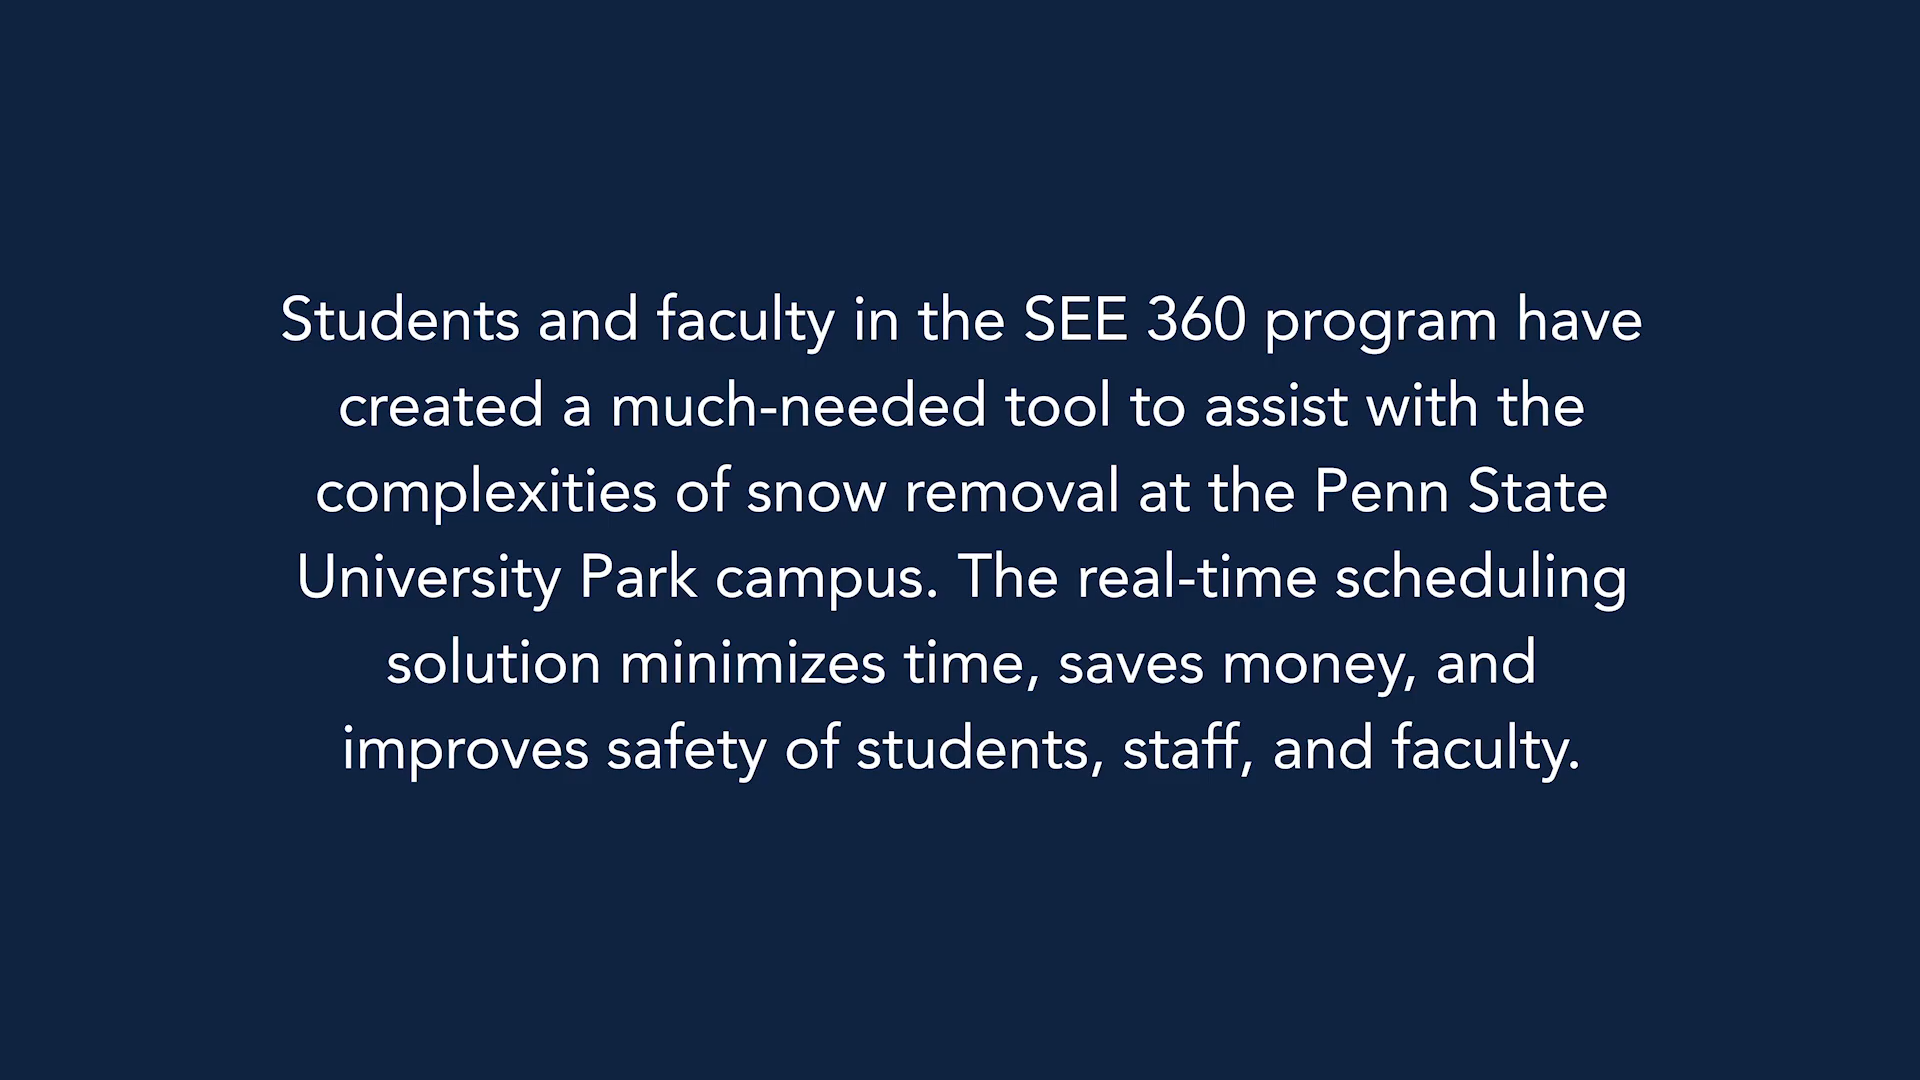 Students and faculty in the SEE 360 program have
created a much-needed tool to assist with the
complexities of snow removal at the Penn State
University Park campus. The real-time scheduling
solution minimizes time, saves money, and
improves safety of students, staff, and faculty.